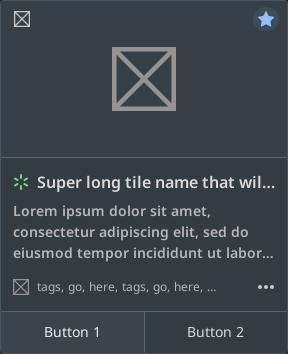 Super long tile name that wil...
Lorem ipsum dolor sit amet,
consectetur adipiscing elit, sed do
eiusmod tempor incididunt ut labor...
tags, go, here, tags, go, here, ...
Button 1
Button 2